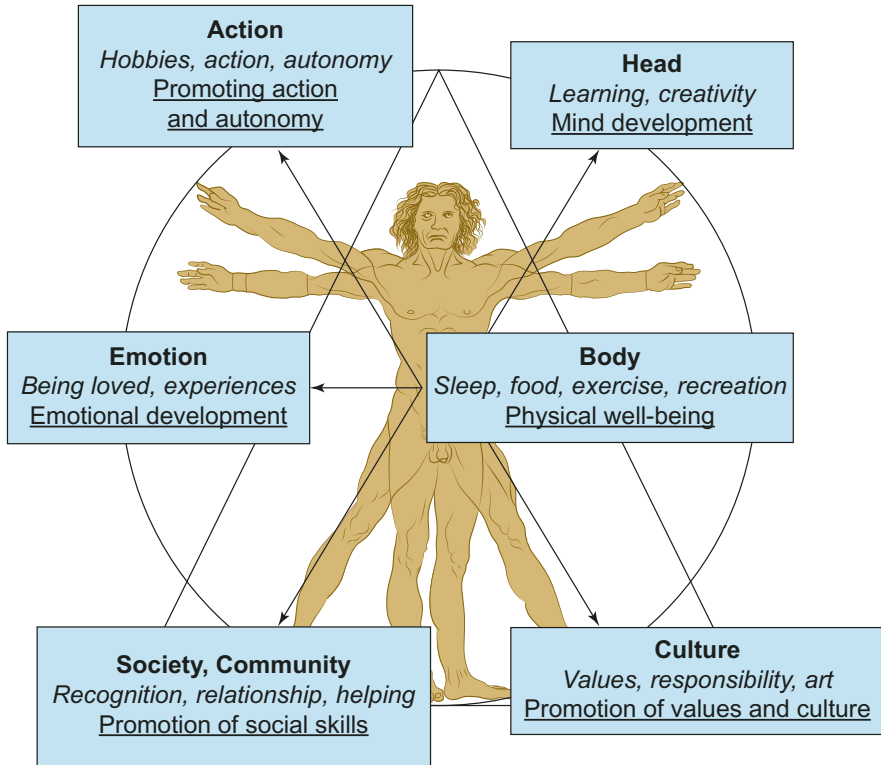 Action
Hobbies, action, autonomy
Promoting action
and autonomy
Head
Learning, creativity
Mind development
Emotion
Being loved, experiences
Emotional development
Body
Sleep, food, exercise, recreation
Physical well-being
Society, Community
Recognition, relationship, helping
Promotion of social skills
Culture
Values, responsibility, art
Promotion of values and culture